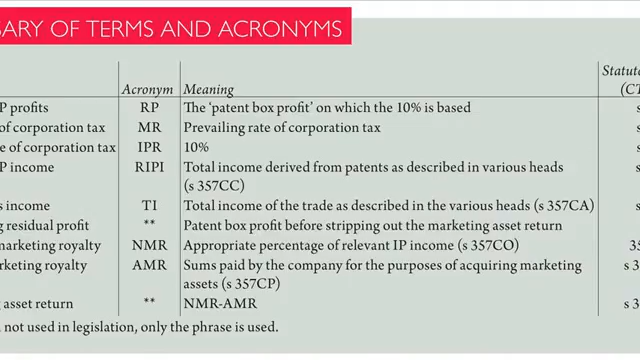 SARY OF TERMS AND ACRONYMS
Statut
Acronym Meaning (CT
P profits RP The ‘patent box profit’ on which the 10% is based s
of corporation tax MR Prevailing rate of corporation tax s
e of corporation tax IPR 10% s
P income RIPI Total income derived from patents as described in various heads s
(s 357CC)
s income TI Total income of the trade as described in the various heads (s 357CA) s
g residual profit ** Patent box profit before stripping out the marketing asset return
marketing royalty NMR Appropriate percentage of relevant IP income (s 357CO) 35
rketing royalty AMR Sums paid by the company for the purposes of acquiring marketing s 3
assets (s 357CP)
asset return ** NMR-AMR s 3
not used in legislation, only the phrase is used.